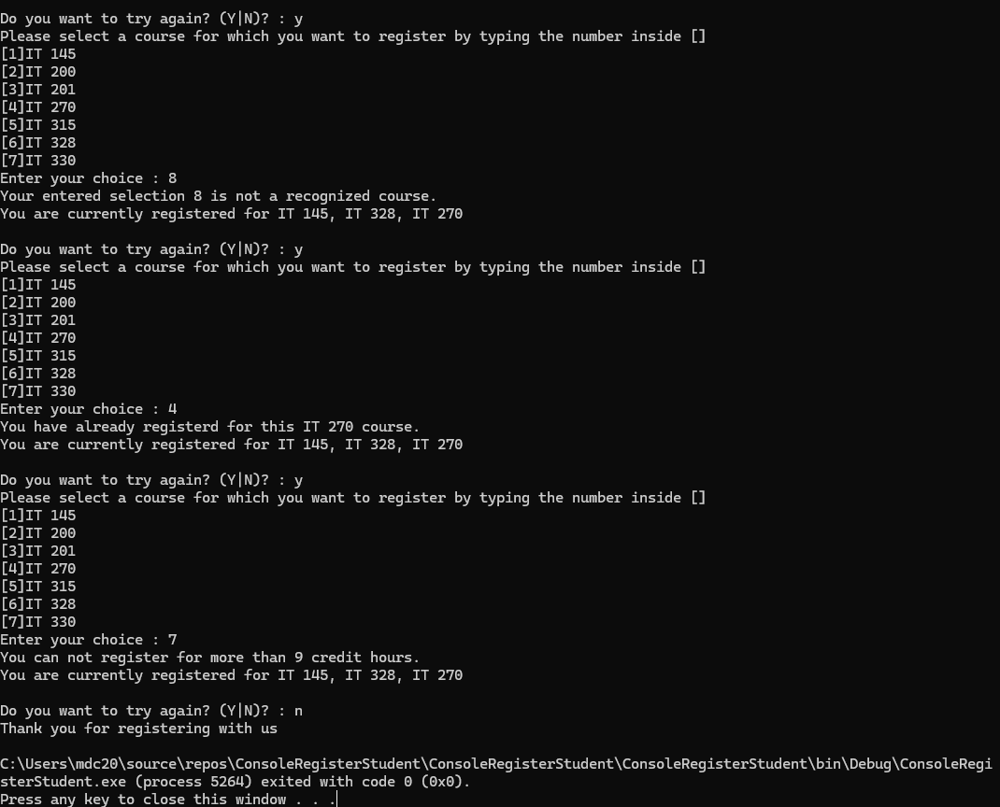 Do you want to try again? (Y|N)? : y
Please select a course for which you want to register by typing the number inside []
[1]IT 145
[2]IT 200
[3]IT 201
[4]IT 270
[5]IT 315
[6]IT 328
[7]IT 330
Enter your choice : 8
Your entered selection 8 is not a recognized course.
You are currently registered for IT 145, IT 328, IT 270

Do you want to try again? (Y|N)? : y
Please select a course for which you want to register by typing the number inside []
[1]IT 145
[2]IT 200
[3]IT 201
[4]IT 270
[5]IT 315
[6]IT 328
[7]IT 330
Enter your choice : 4
You have already registerd for this IT 270 course.
You are currently registered for IT 145, IT 328, IT 270

Do you want to try again? (Y|N)? : y
Please select a course for which you want to register by typing the number inside []
[1]IT 145
[2]IT 200
[3]IT 201
[4]IT 270
[5]IT 315
[6]IT 328
[7]IT 330
Enter your choice : 7
You can not register for more than 9 credit hours.
You are currently registered for IT 145, IT 328, IT 270

Do you want to try again? (Y|N)? : n
Thank you for registering with us

C:\Users\mdc20\source\repos\ConsoleRegisterStudent\ConsoleRegisterStudent\ConsoleRegisterStudent\bin\Debug\ConsoleRegi
sterStudent.exe (process 5264) exited with code 0 (0x0).
Press any key to close this window . . .